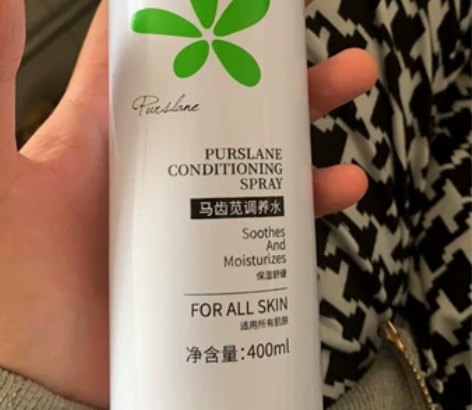 Purslane
PURSLANE
CONDITIONING
SPRAY
马齿苋调养水
Soothes
And
Moisturizes
保湿舒缓
FOR ALL SKIN
适用所有肌肤
净含量:400ml